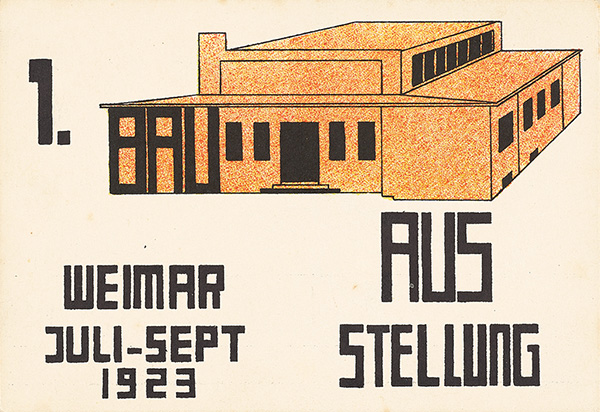 1.
BAU
AUS
STELLUNG
WEIMAR
JULI-SEPT
1923